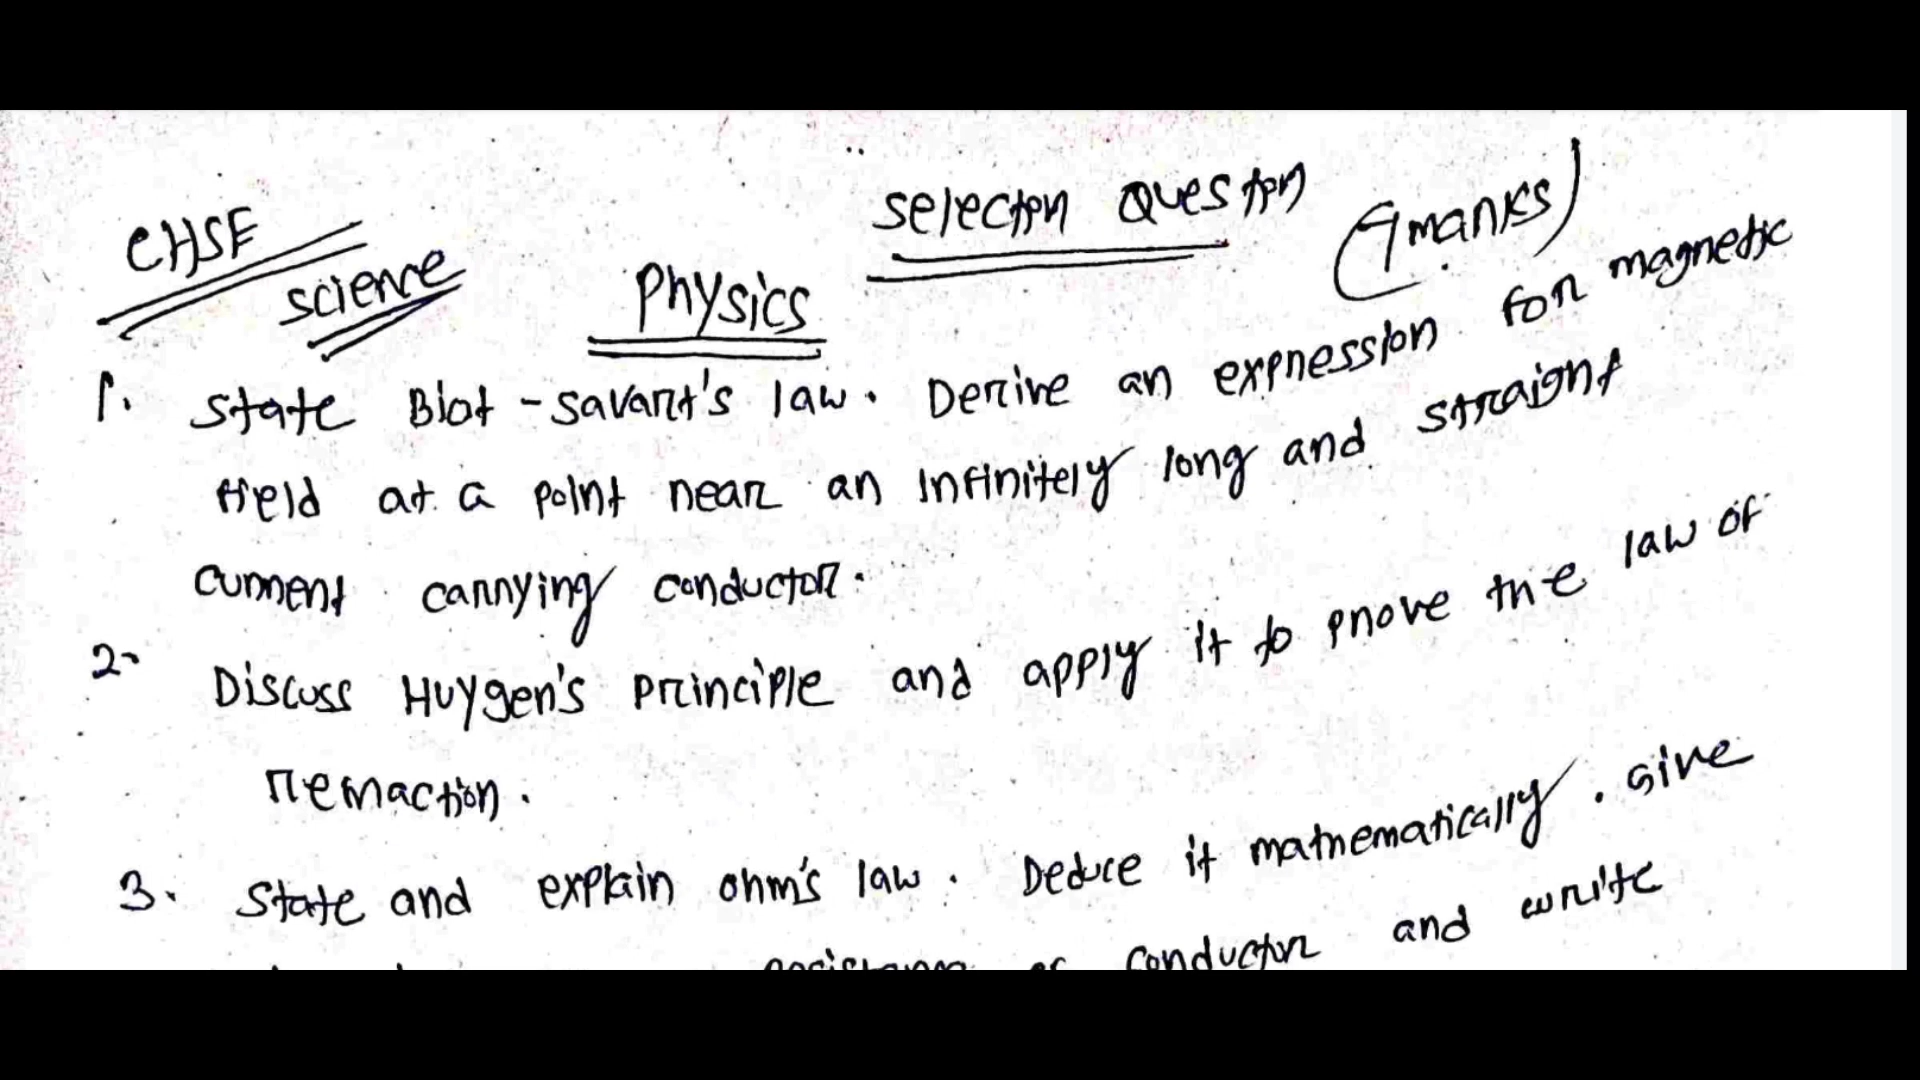 CHSE
science
Physics
selection Question
(7marks)
1. State Biot - savart's law. Derive an expression for magnetic
field at a point near an infinitely long and straight
current carrying conductor.
2. Discuss Huygen's principle and apply it to prove the law of
refraction.
3. State and explain ohm's law. Deduce it mathematically. Give
conductor and write